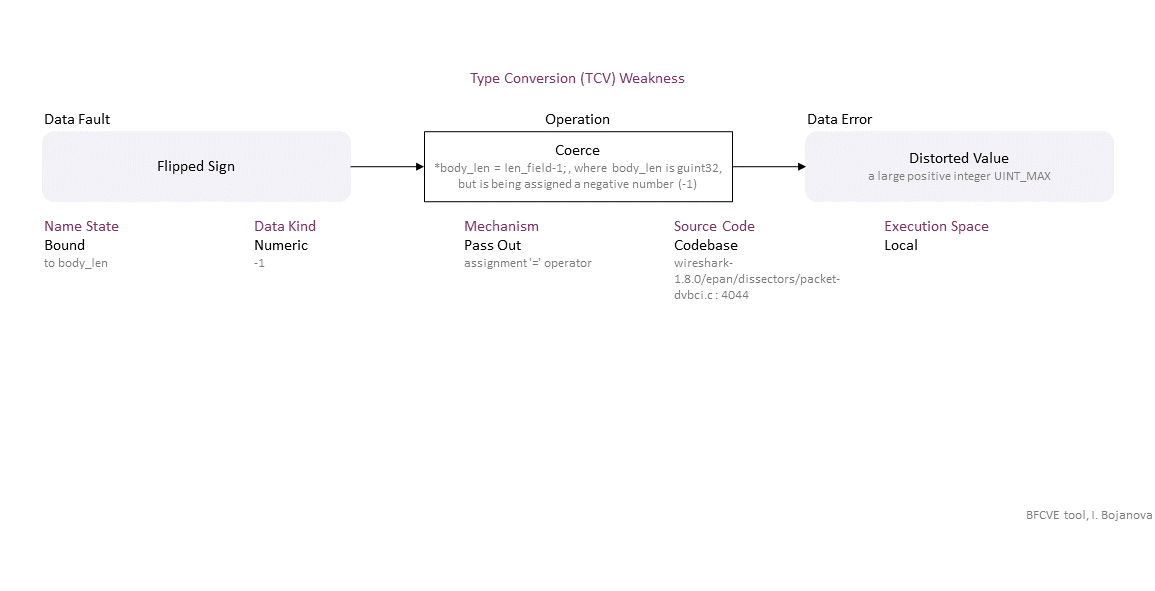 Type Conversion (TCV) Weakness
Data Fault
Operation
Data Error
Flipped Sign
Coerce
*body_len = len_field-1; , where body_len is guint32,
but is being assigned a negative number (-1)
Distorted Value
a large positive integer UINT_MAX
Name State
Bound
to body_len
Data Kind
Numeric
-1
Mechanism
Pass Out
assignment '=' operator
Source Code
Codebase
wireshark-
1.8.0/epan/dissectors/packet-
dvbci.c : 4044
Execution Space
Local
BFCVE tool, I. Bojanova